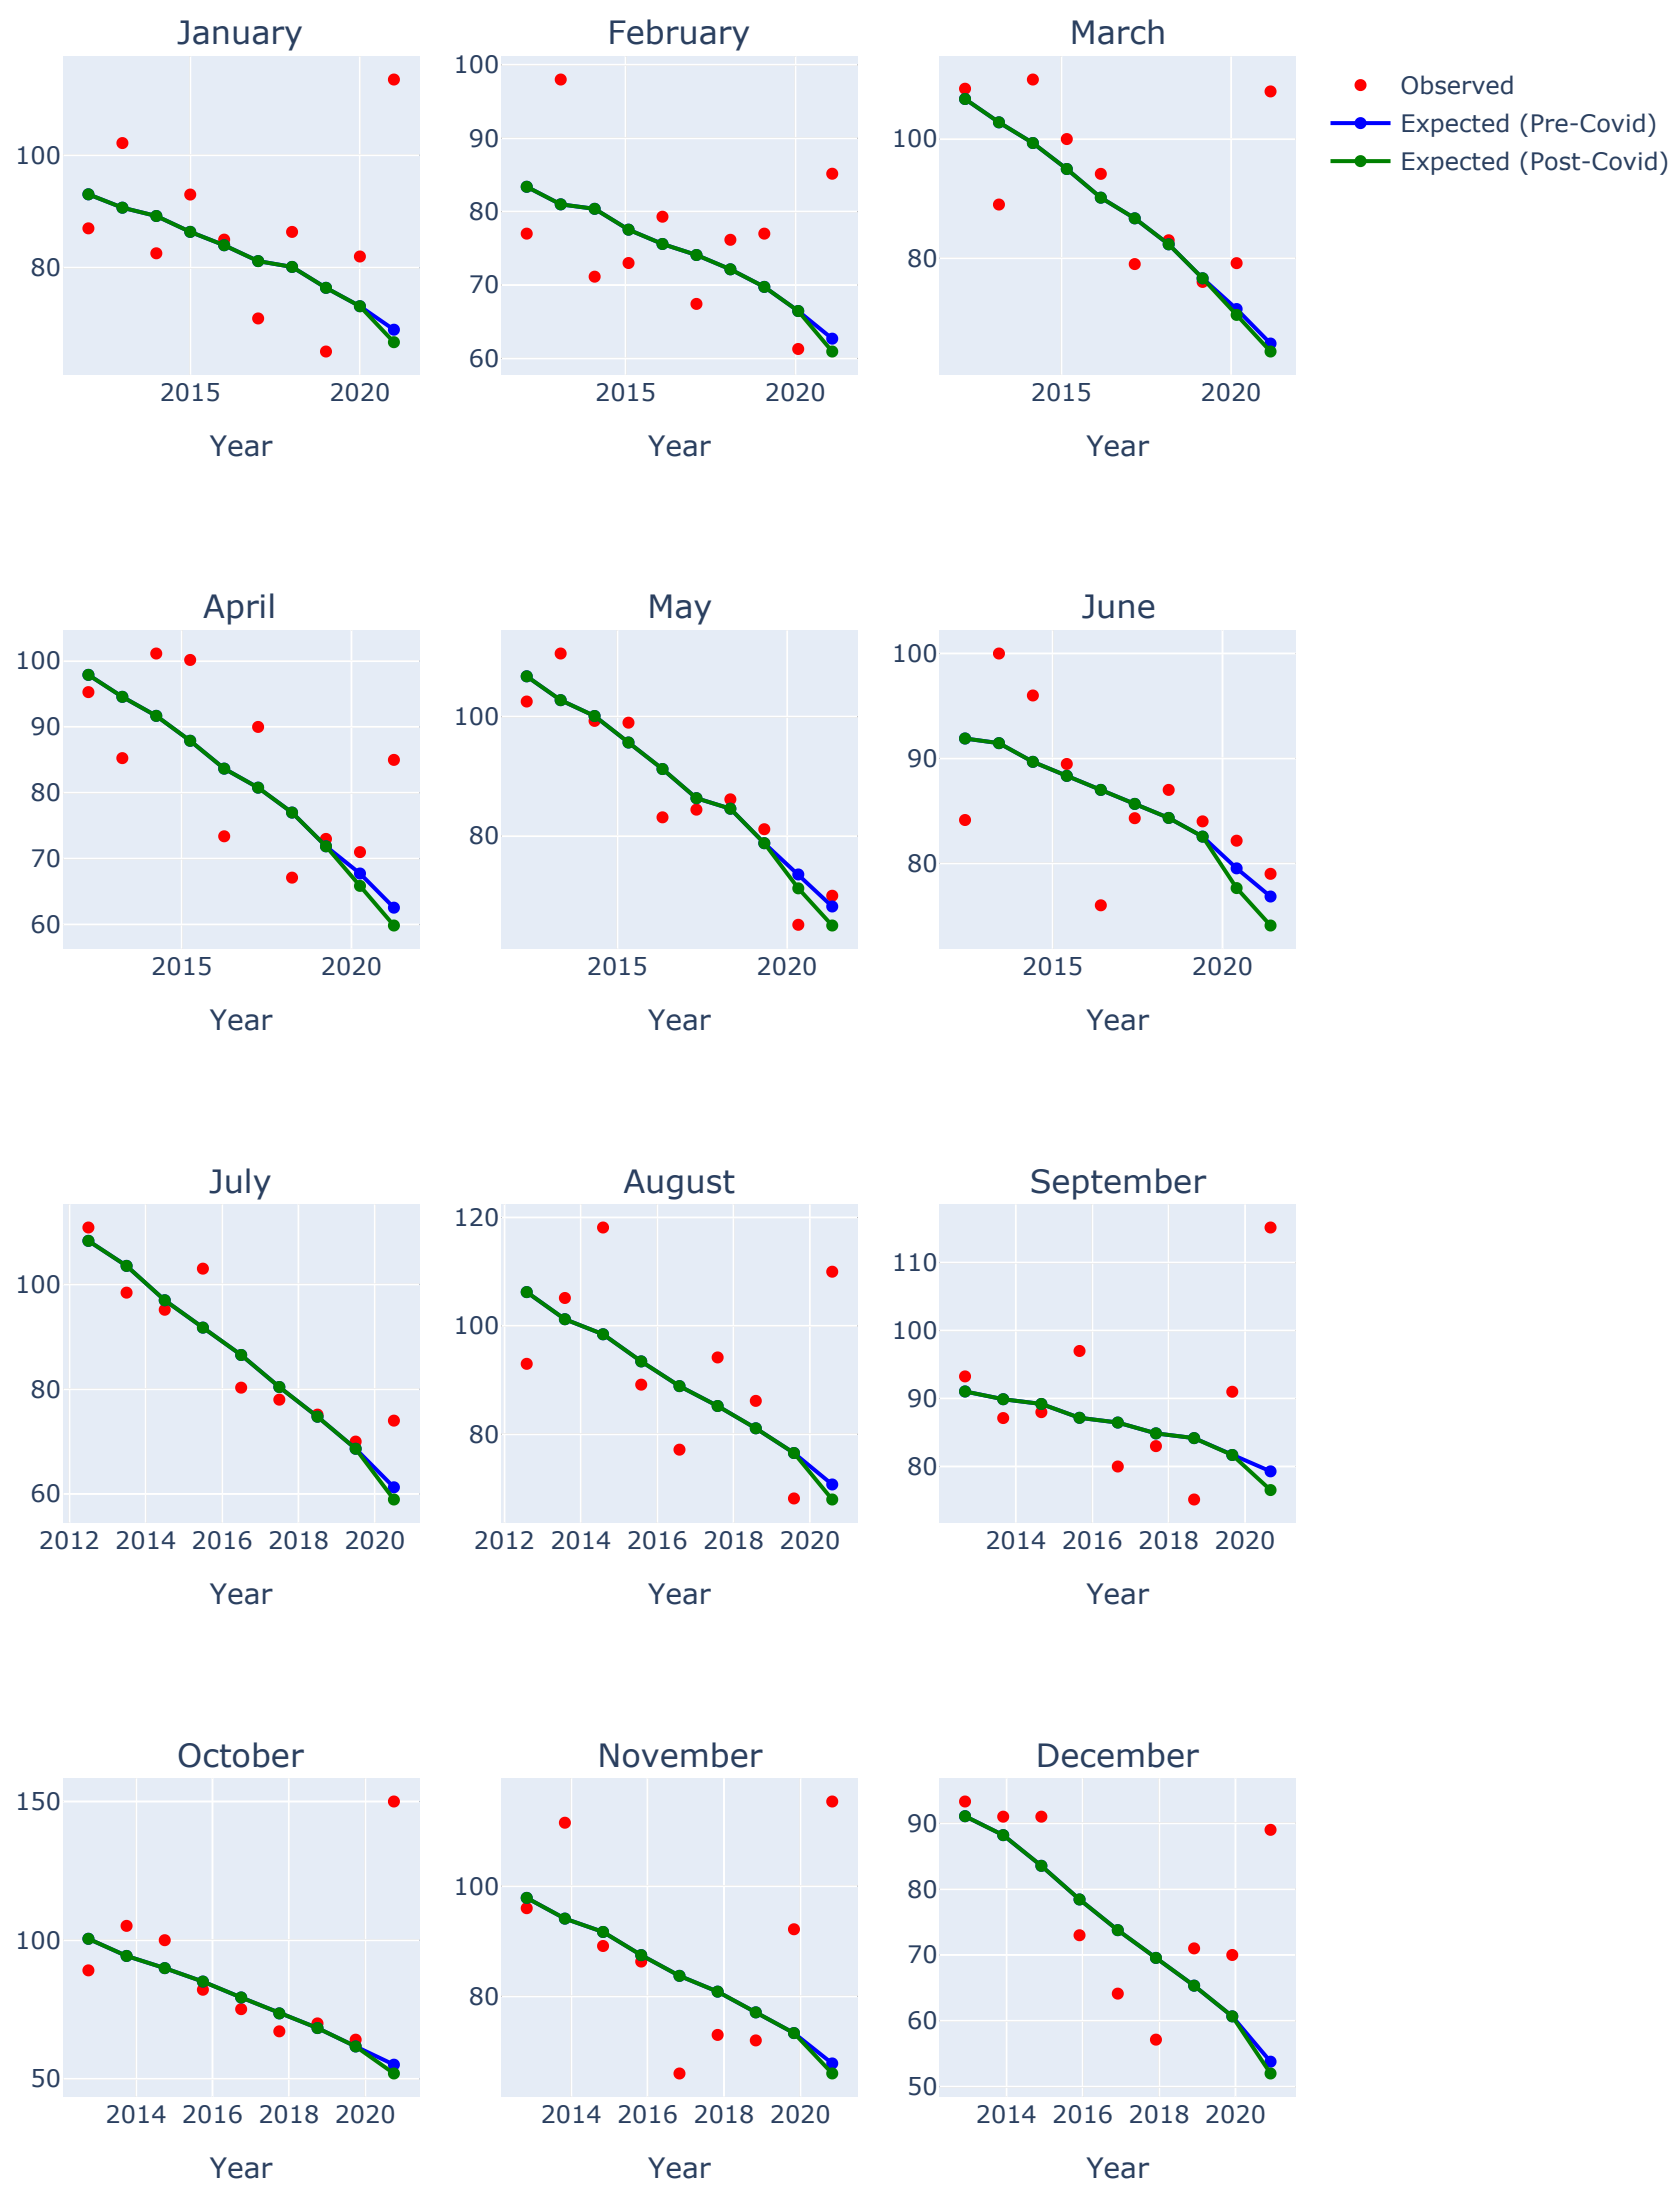 January
February
March
100
80
2015
2020
Year
100
90
80
70
60
2015
2020
Year
100
80
2015
2020
Year
Observed
Expected (Pre-Covid)
Expected (Post-Covid)
April
May
June
100
90
80
70
60
2015
2020
Year
100
80
2015
2020
Year
100
90
80
2015
2020
Year
July
August
September
100
80
60
2012
2014
2016
2018
2020
Year
120
100
80
2012
2014
2016
2018
2020
Year
110
100
90
80
2014
2016
2018
2020
Year
October
November
December
150
100
50
2014
2016
2018
2020
Year
100
80
2014
2016
2018
2020
Year
90
80
70
60
50
2014
2016
2018
2020
Year